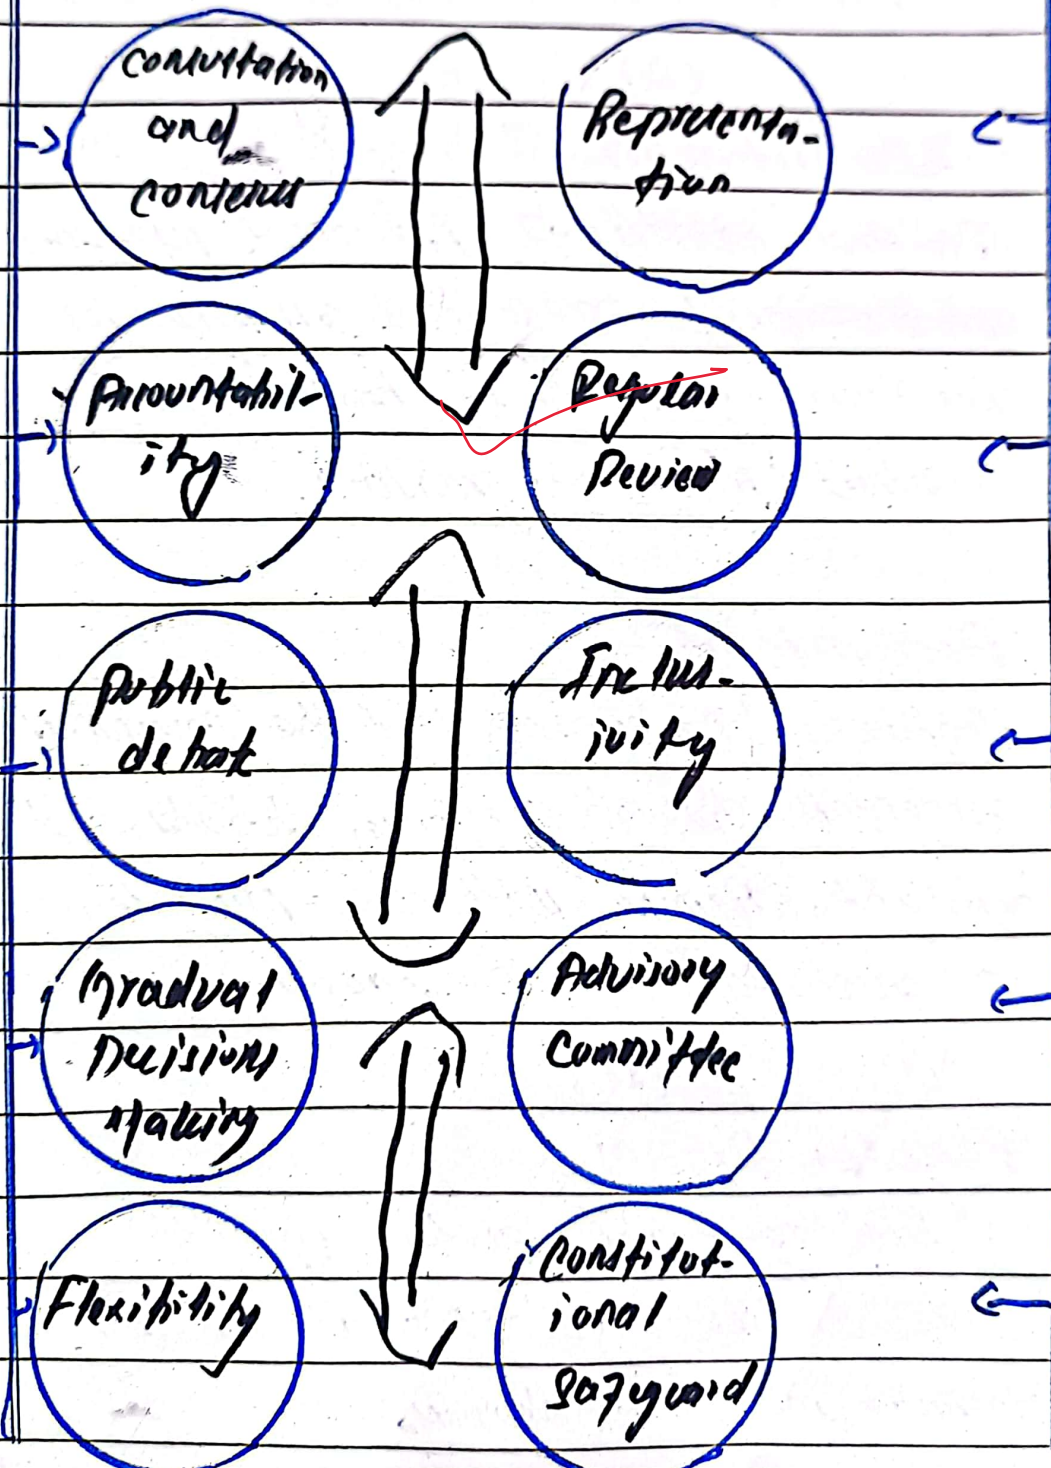 Consultation
and
consensus
Representa-
tion
Accountabil-
ity
Regular
Review
public
debat
Inclus-
ivity
Gradual
Decisions
Making
Advisory
Committee
Flexibility
Constitut-
ional
Safeguard